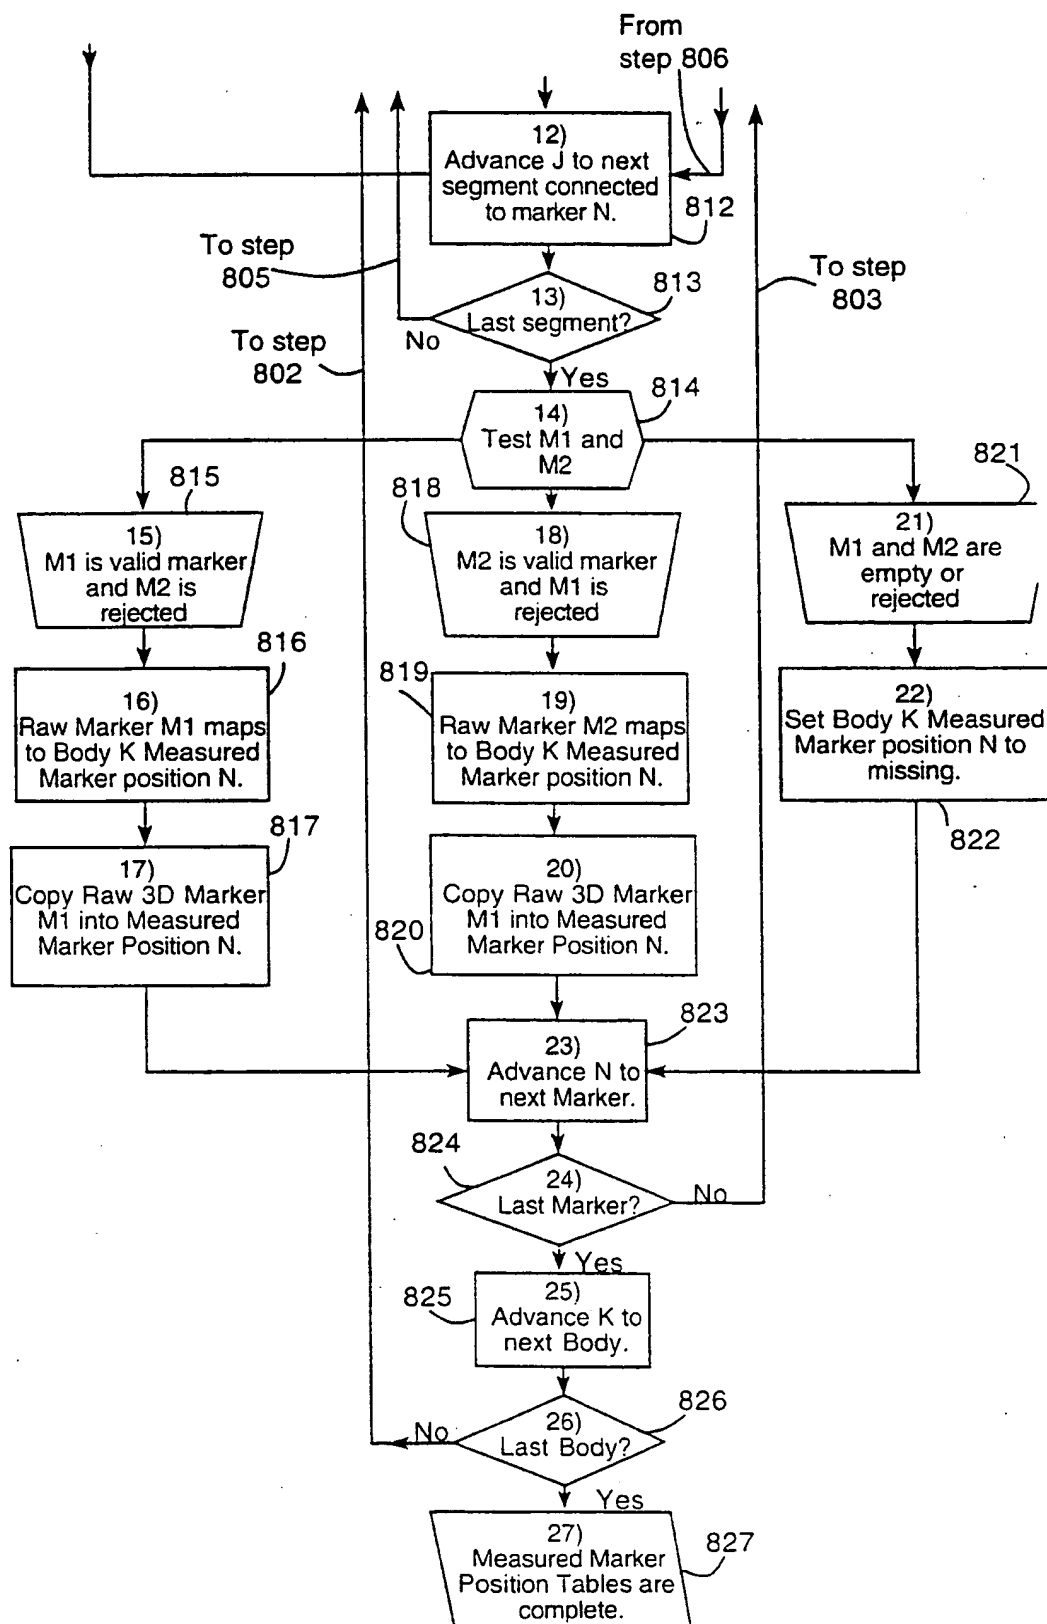 From
step 806
12)
Advance J to next
segment connected
to marker N.
812
To step
805
To step
803
13)
Last segment?
813
No
To step
802
Yes
814
14)
Test M1 and
M2
815
818
821
15)
M1 is valid marker
and M2 is
rejected
18)
M2 is valid marker
and M1 is
rejected
21)
M1 and M2 are
empty or
rejected
816
819
16)
Raw Marker M1 maps
to Body K Measured
Marker position N.
19)
Raw Marker M2 maps
to Body K Measured
Marker position N.
22)
Set Body K Measured
Marker position N to
missing.
822
817
17)
Copy Raw 3D Marker
M1 into Measured
Marker Position N.
20)
Copy Raw 3D Marker
M1 into Measured
Marker Position N.
820
823
23)
Advance N to
next Marker.
824
24)
Last Marker?
No
Yes
825
25)
Advance K to
next Body.
826
No
26)
Last Body?
Yes
27)
Measured Marker
Position Tables are
complete.
827